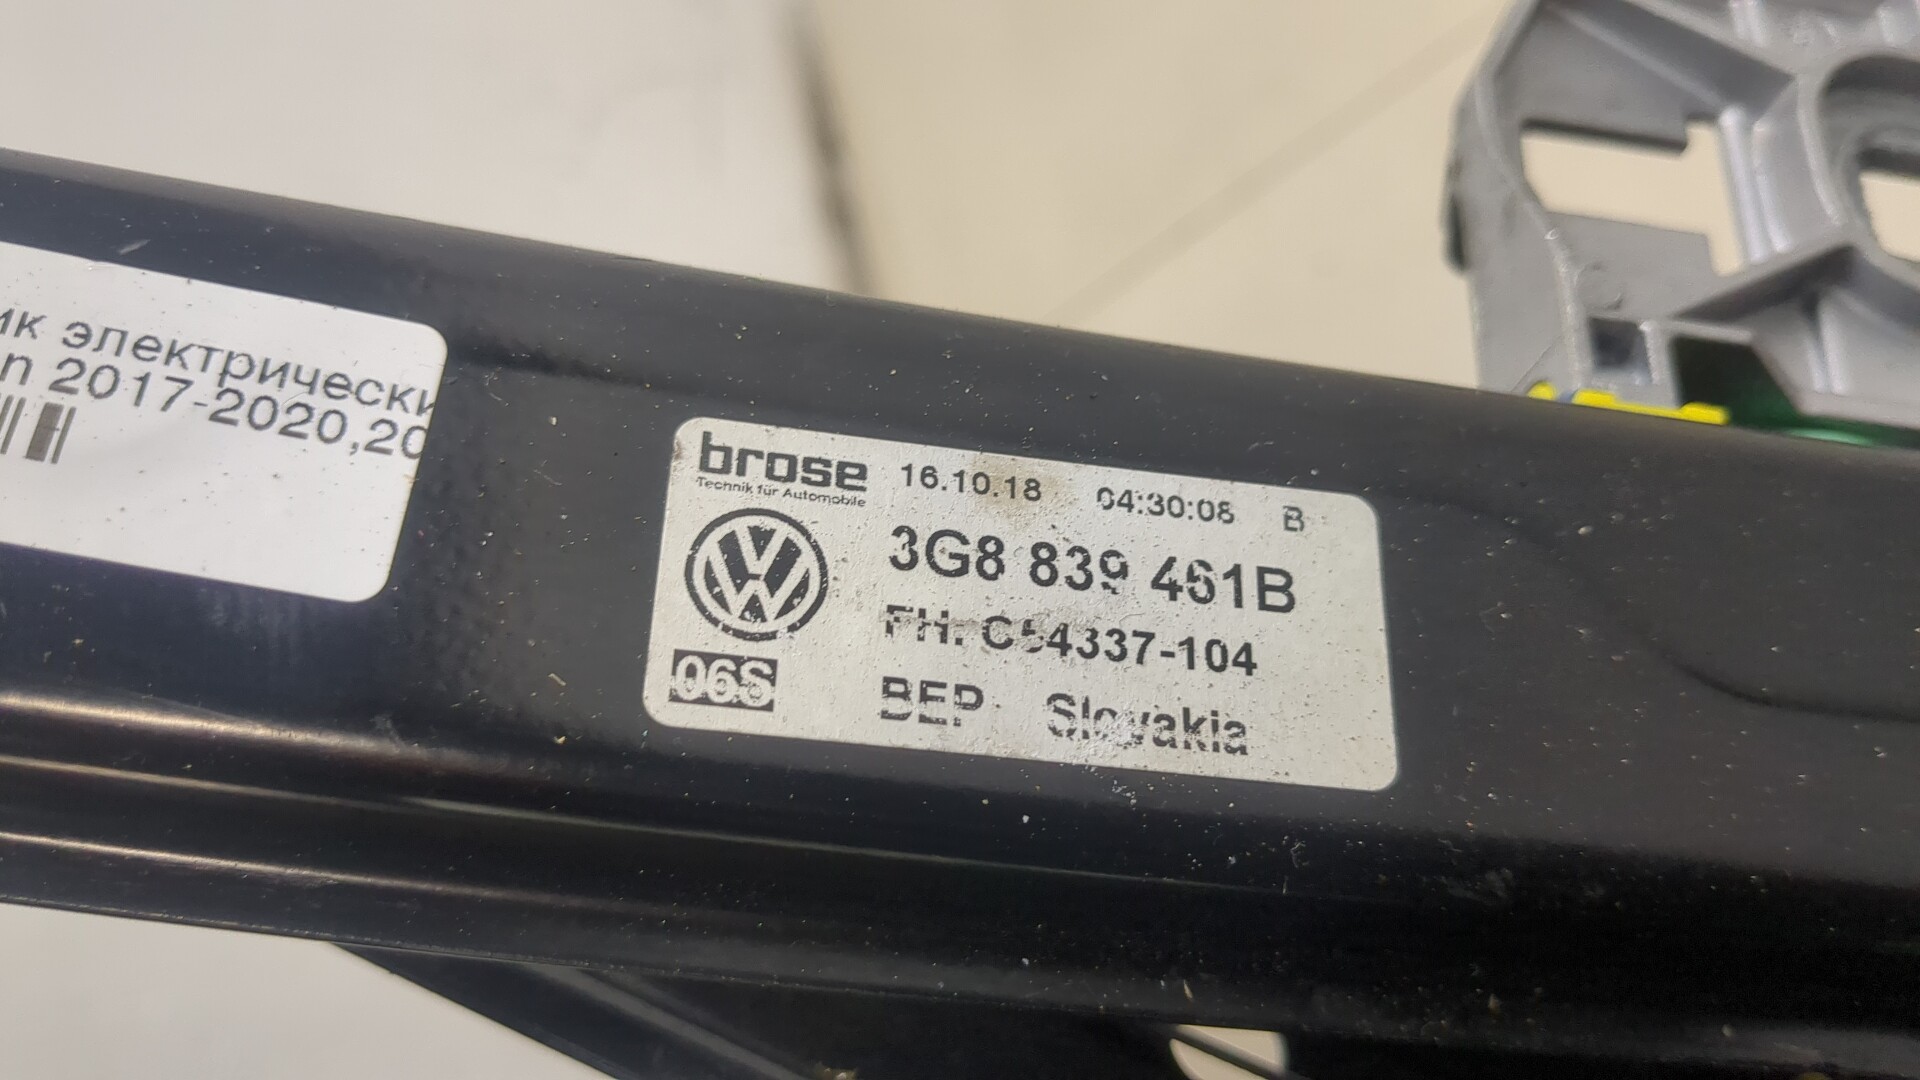 ик электрически
n 2017-2020,20
brose
Technik für Automobile
16.10.18 04:30:08 B
3G8 839 461B
FH. C54337-104
06S
BEP Slovakia